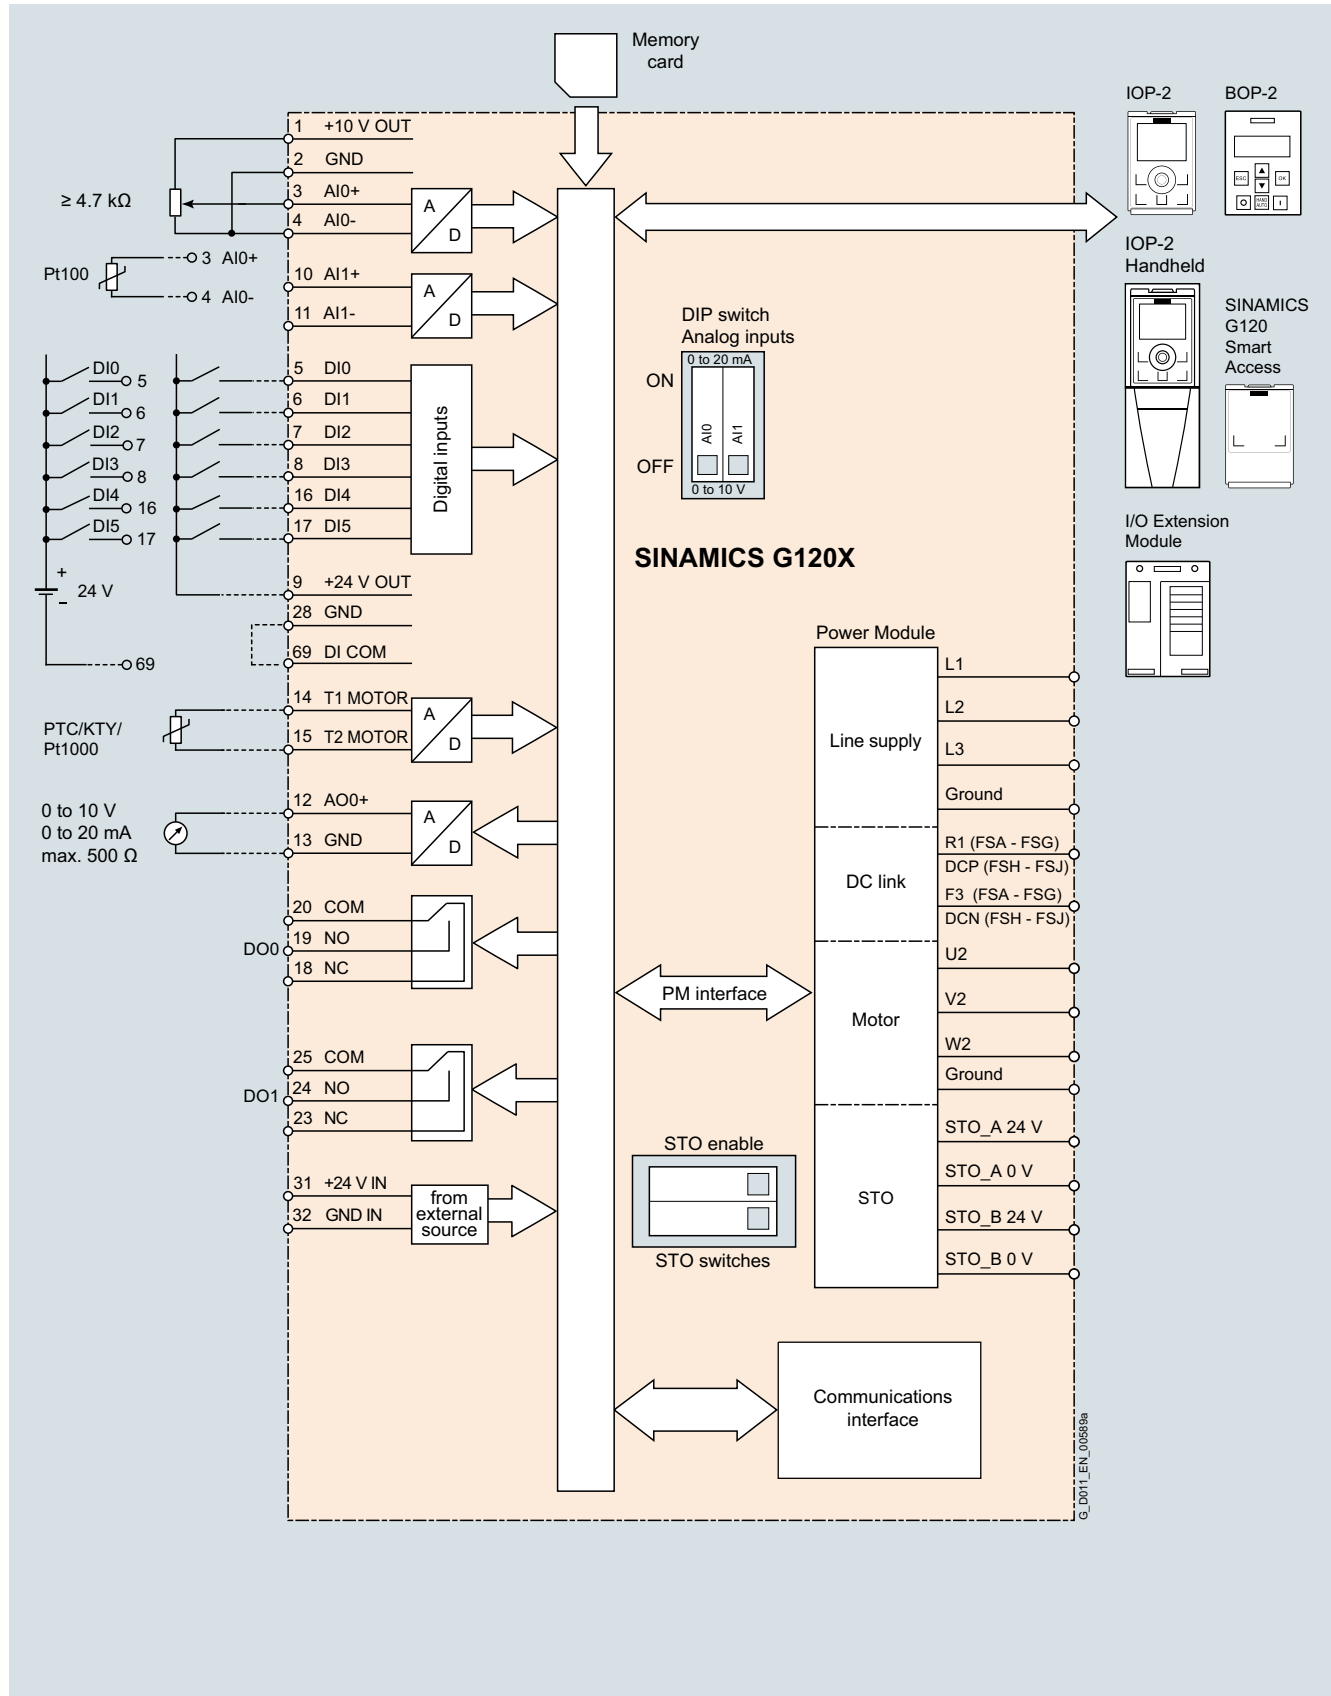 Memory
card
IOP-2
BOP-2
ESC
OK
HAND
AUTO
IOP-2
Handheld
SINAMICS
G120
Smart
Access
I/O Extension
Module
1 +10 V OUT
2 GND
3 AI0+
4 AI0-
≥ 4.7 kΩ
A
D
Pt100
3 AI0+
4 AI0-
10 AI1+
11 AI1-
A
D
DIP switch
Analog inputs
0 to 20 mA
ON
AI0
AI1
OFF
0 to 10 V
DI0 5
DI1 6
DI2 7
DI3 8
DI4 16
DI5 17
+
24 V
–
69
5 DI0
6 DI1
7 DI2
8 DI3
16 DI4
17 DI5
Digital inputs
9 +24 V OUT
28 GND
69 DI COM
SINAMICS G120X
14 T1 MOTOR
15 T2 MOTOR
A
D
PTC/KTY/
Pt1000
12 AO0+
13 GND
A
D
0 to 10 V
0 to 20 mA
max. 500 Ω
20 COM
19 NO
18 NC
DO0
25 COM
24 NO
23 NC
DO1
31 +24 V IN
32 GND IN
from
external
source
Power Module
Line supply
L1
L2
L3
Ground
DC link
R1 (FSA - FSG)
DCP (FSH - FSJ)
F3 (FSA - FSG)
DCN (FSH - FSJ)
PM interface
Motor
U2
V2
W2
Ground
STO
STO_A 24 V
STO_A 0 V
STO_B 24 V
STO_B 0 V
STO enable
STO switches
Communications
interface
G_D011_EN_00589a